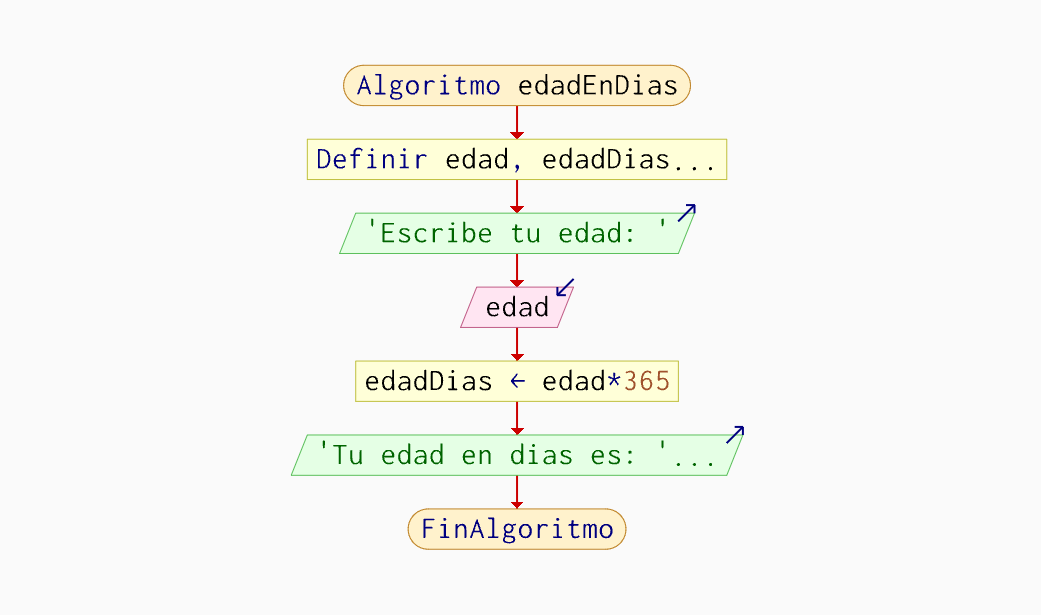 Algoritmo edadEnDias
Definir edad, edadDias...
'Escribe tu edad: '
edad
edadDias ← edad*365
'Tu edad en dias es: '...
FinAlgoritmo